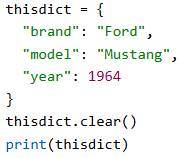 thisdict = {
  "brand": "Ford",
  "model": "Mustang",
  "year": 1964
}
thisdict.clear()
print(thisdict)